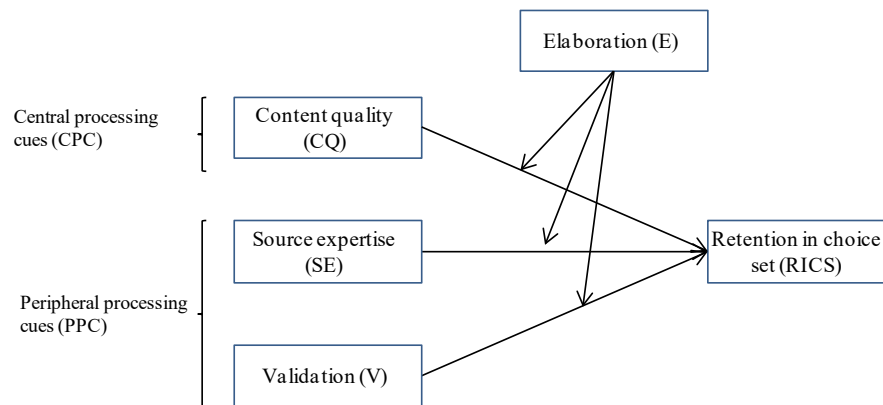 Elaboration (E)
Central processing
cues (CPC)
Content quality
(CQ)
Source expertise
(SE)
Retention in choice
set (RICS)
Peripheral processing
cues (PPC)
Validation (V)